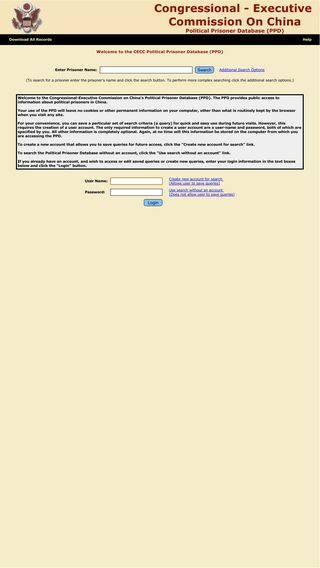 Congressional - Executive
Commission On China
Political Prisoner Database (PPD)
Download All Records
Help
Welcome to the CECC Political Prisoner Database (PPD)
Enter Prisoner Name:
Search
Additional Search Options
(To search for a prisoner enter the prisoner's name and click the search button. To perform more complex searching click the additional search options.)
Welcome to the Congressional-Executive Commission on China's Political Prisoner Database (PPD). The PPD provides public access to
information about political prisoners in China.
Your use of the PPD will leave no cookies or other permanent information on your computer, other than what is routinely kept by the browser
when you visit any site.
For your convenience, you can save a particular set of search criteria (a query) for quick and easy use during future visits. However, this
requires the creation of a user account. The only required information to create a user account are a user-name and password, both of which are
specified by you. All other information is completely optional. Again, at no time will this information be stored on the computer from which you
are accessing the PPD.
To create a new account that allows you to save queries for future access, click the "Create new account for search" link.
To search the Political Prisoner Database without an account, click the "Use search without an account" link.
If you already have an account, and wish to access or edit saved queries or create new queries, enter your login information in the text boxes
below and click the "Login" button.
User Name:
Create new account for search.
(Allows user to save queries)
Password:
Use search without an account.
(Does not allow user to save queries)
Login